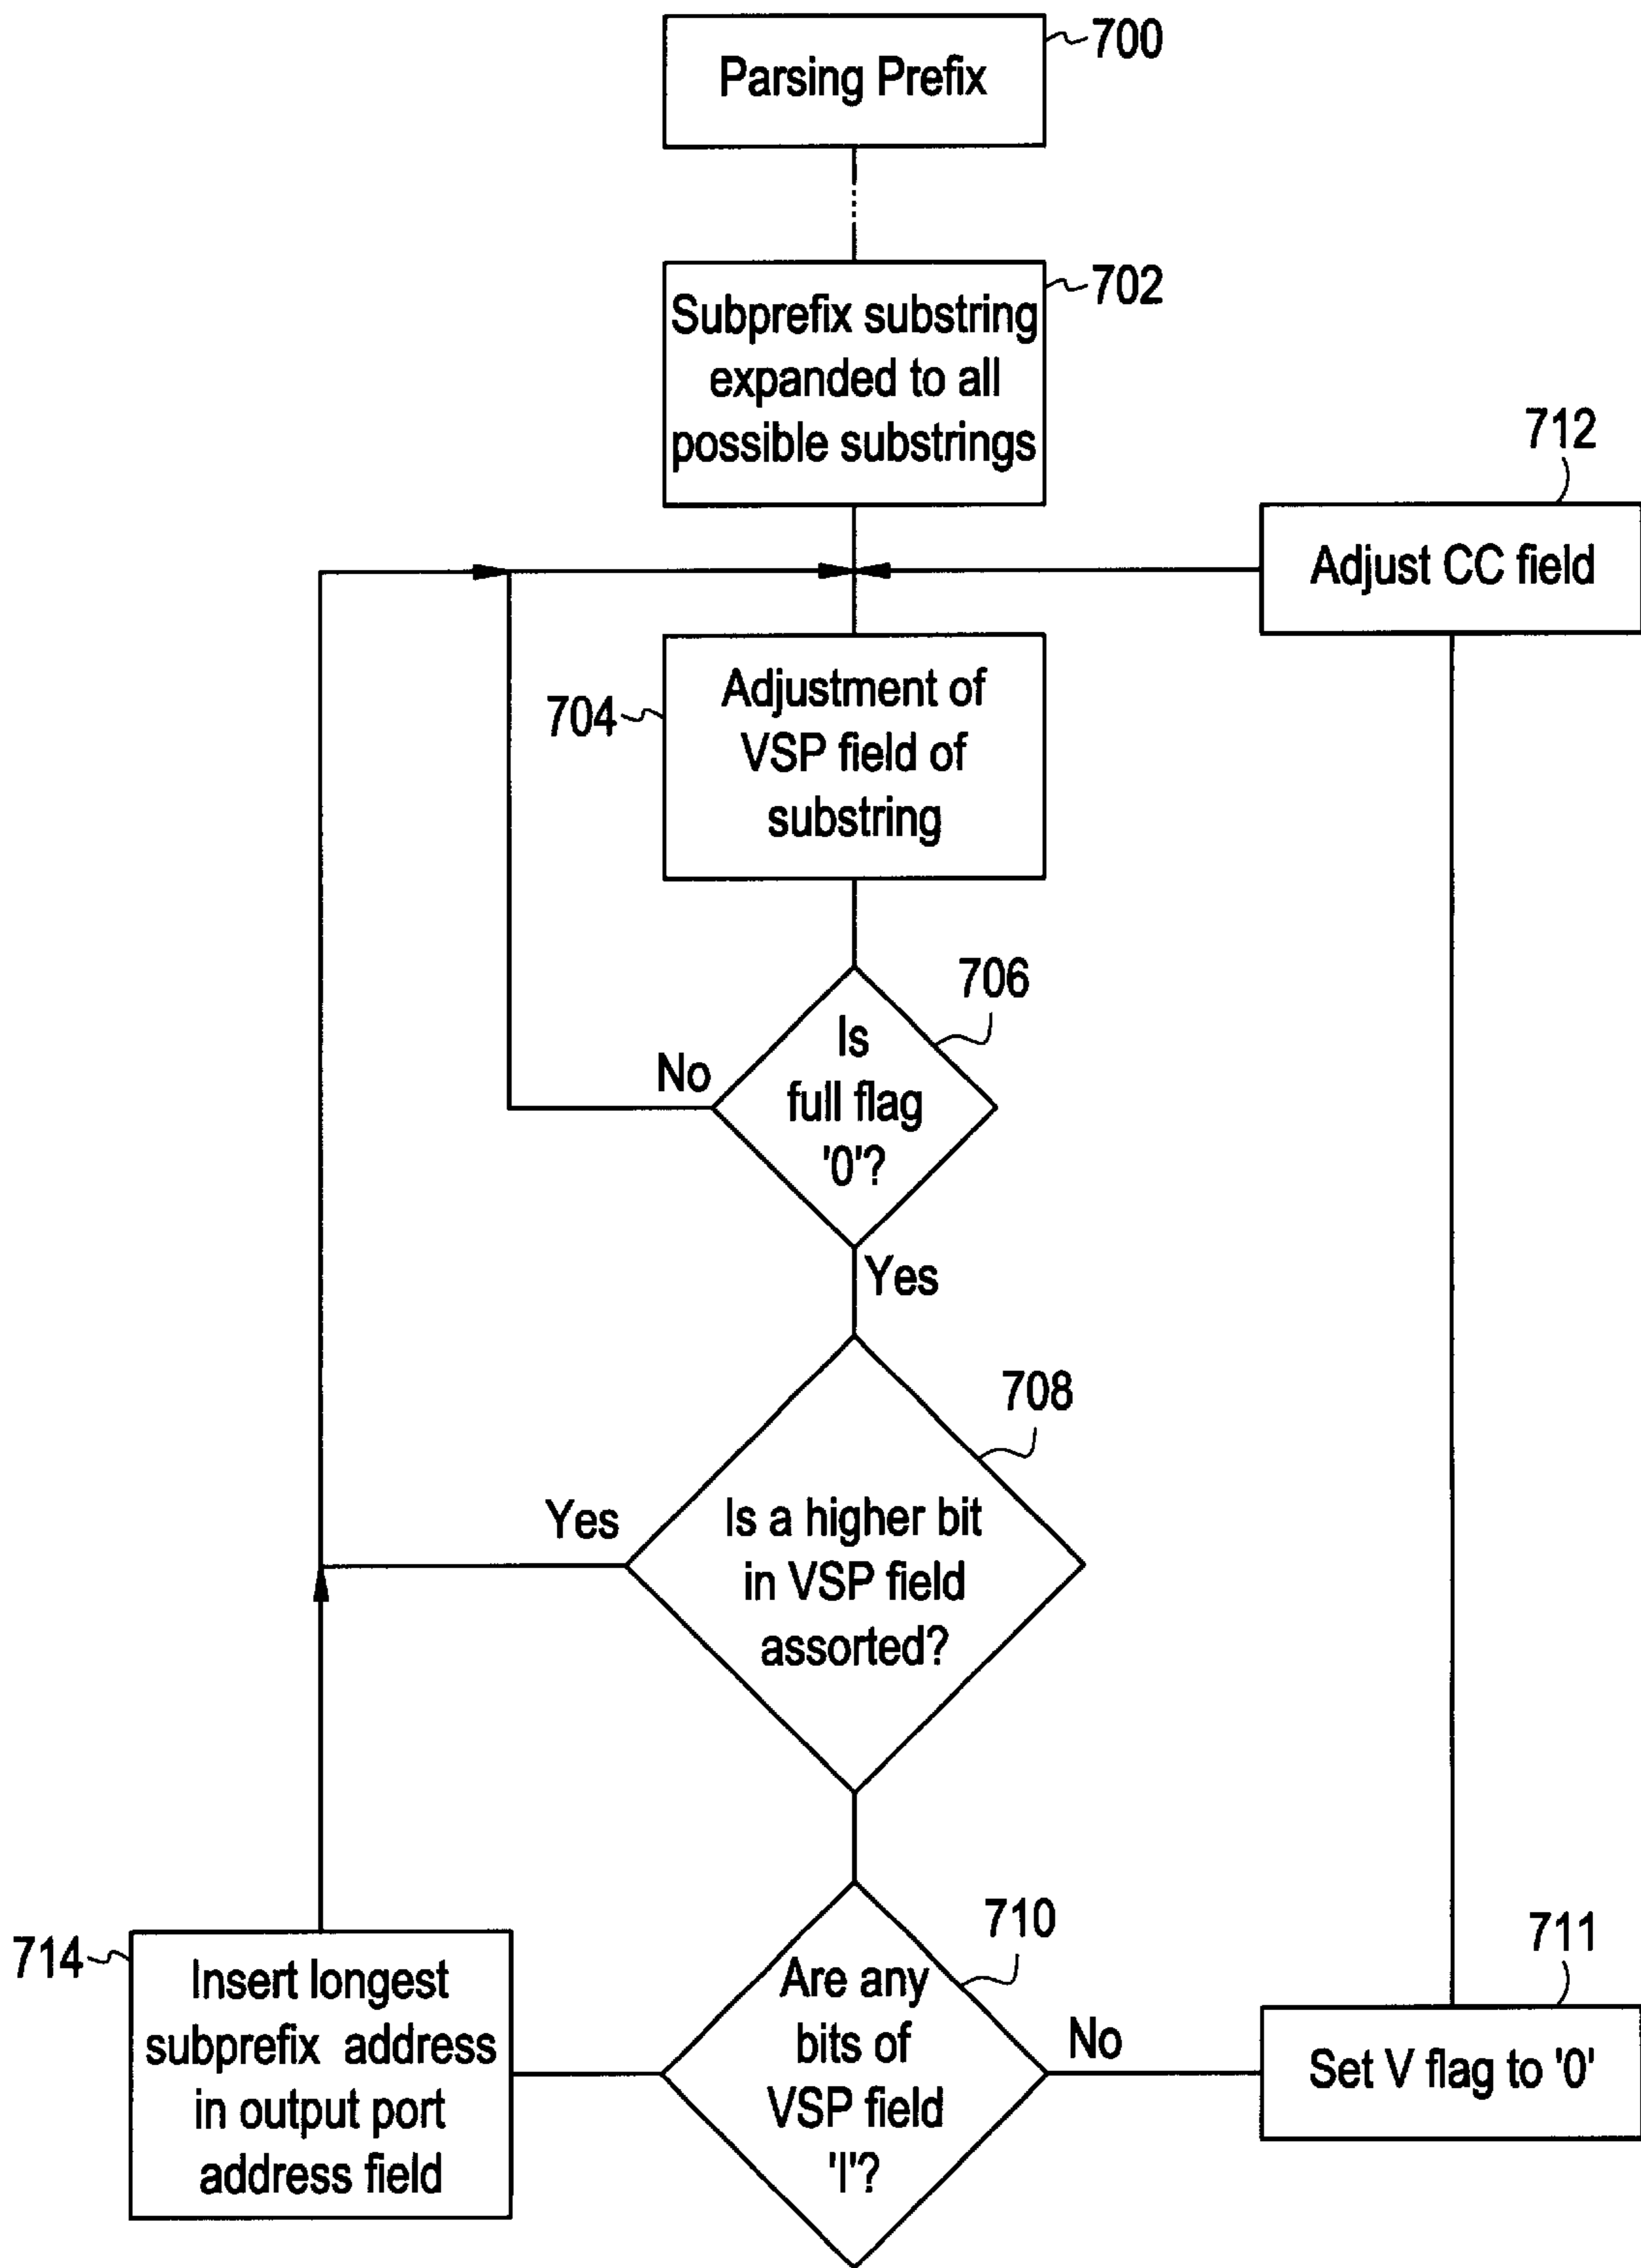 700
Parsing Prefix
702
Subprefix substring
expanded to all
possible substrings
712
Adjust CC field
704
Adjustment of
VSP field of
substring
706
Is
full flag
'0'?
No
Yes
708
Is a higher bit
in VSP field
assorted?
Yes
710
Are any
bits of
VSP field
'I'?
No
711
Set V flag to '0'
714
Insert longest
subprefix address
in output port
address field